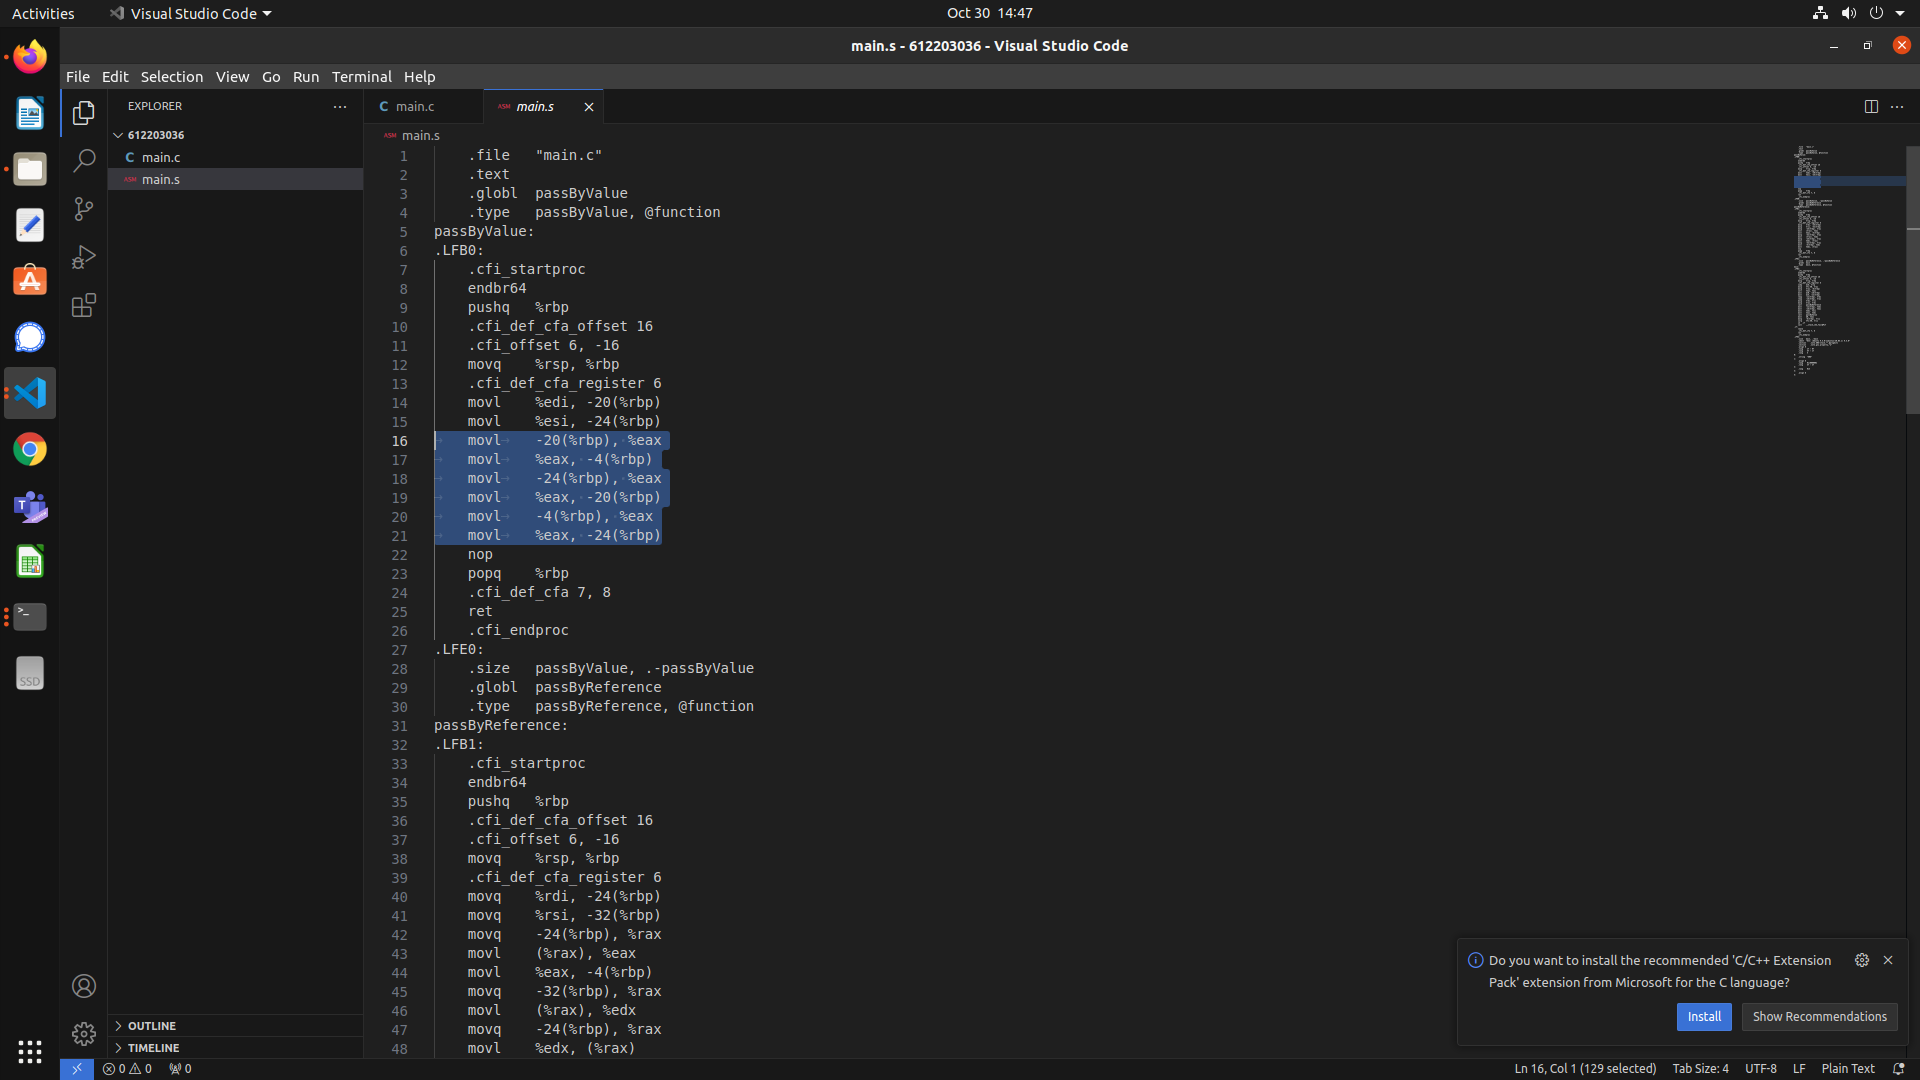 Activities
Visual Studio Code
Oct 30 14:47
main.s - 612203036 - Visual Studio Code
File Edit Selection View Go Run Terminal Help
EXPLORER
612203036
C main.c
ASM main.s
OUTLINE
TIMELINE
SSD
C main.c
ASM main.s
ASM main.s
1 .file "main.c"
2 .text
3 .globl passByValue
4 .type passByValue, @function
5 passByValue:
6 .LFB0:
7 .cfi_startproc
8 endbr64
9 pushq %rbp
10 .cfi_def_cfa_offset 16
11 .cfi_offset 6, -16
12 movq %rsp, %rbp
13 .cfi_def_cfa_register 6
14 movl %edi, -20(%rbp)
15 movl %esi, -24(%rbp)
16 movl -20(%rbp), %eax
17 movl %eax, -4(%rbp)
18 movl -24(%rbp), %eax
19 movl %eax, -20(%rbp)
20 movl -4(%rbp), %eax
21 movl %eax, -24(%rbp)
22 nop
23 popq %rbp
24 .cfi_def_cfa 7, 8
25 ret
26 .cfi_endproc
27 .LFE0:
28 .size passByValue, .-passByValue
29 .globl passByReference
30 .type passByReference, @function
31 passByReference:
32 .LFB1:
33 .cfi_startproc
34 endbr64
35 pushq %rbp
36 .cfi_def_cfa_offset 16
37 .cfi_offset 6, -16
38 movq %rsp, %rbp
39 .cfi_def_cfa_register 6
40 movq %rdi, -24(%rbp)
41 movq %rsi, -32(%rbp)
42 movq -24(%rbp), %rax
43 movl (%rax), %eax
44 movl %eax, -4(%rbp)
45 movq -32(%rbp), %rax
46 movl (%rax), %edx
47 movq -24(%rbp), %rax
48 movl %edx, (%rax)
Do you want to install the recommended 'C/C++ Extension
Pack' extension from Microsoft for the C language?
Install
Show Recommendations
0 0 0
Ln 16, Col 1 (129 selected) Tab Size: 4 UTF-8 LF Plain Text